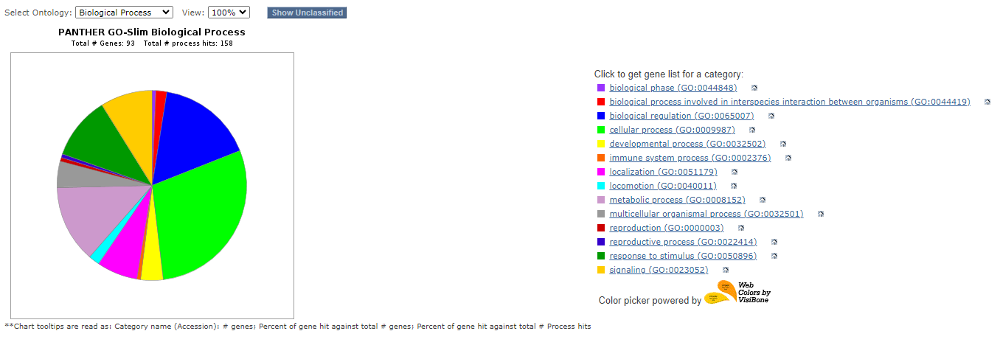 Select Ontology: Biological Process View: 100% Show Unclassified
PANTHER GO-Slim Biological Process
Total # Genes: 93 Total # process hits: 158
Click to get gene list for a category:
biological phase (GO:0044848)
biological process involved in interspecies interaction between organisms (GO:0044419)
biological regulation (GO:0065007)
cellular process (GO:0009987)
developmental process (GO:0032502)
immune system process (GO:0002376)
localization (GO:0051179)
locomotion (GO:0040011)
metabolic process (GO:0008152)
multicellular organismal process (GO:0032501)
reproduction (GO:0000003)
reproductive process (GO:0022414)
response to stimulus (GO:0050896)
signaling (GO:0023052)
Color picker powered by
Web
Colors by
VisiBone
**Chart tooltips are read as: Category name (Accession): # genes; Percent of gene hit against total # genes; Percent of gene hit against total # Process hits